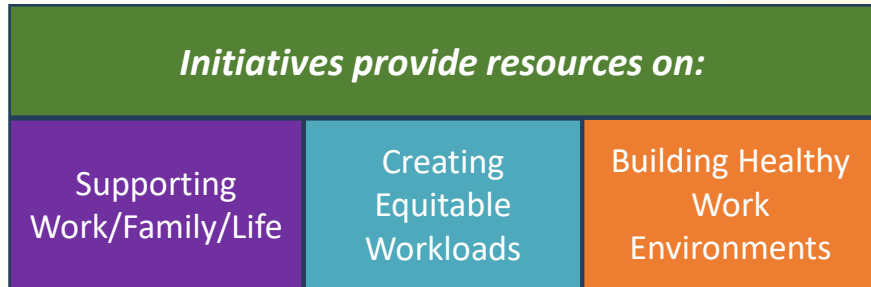 Initiatives provide resources on:
Supporting
Work/Family/Life
Creating
Equitable
Workloads
Building Healthy
Work
Environments